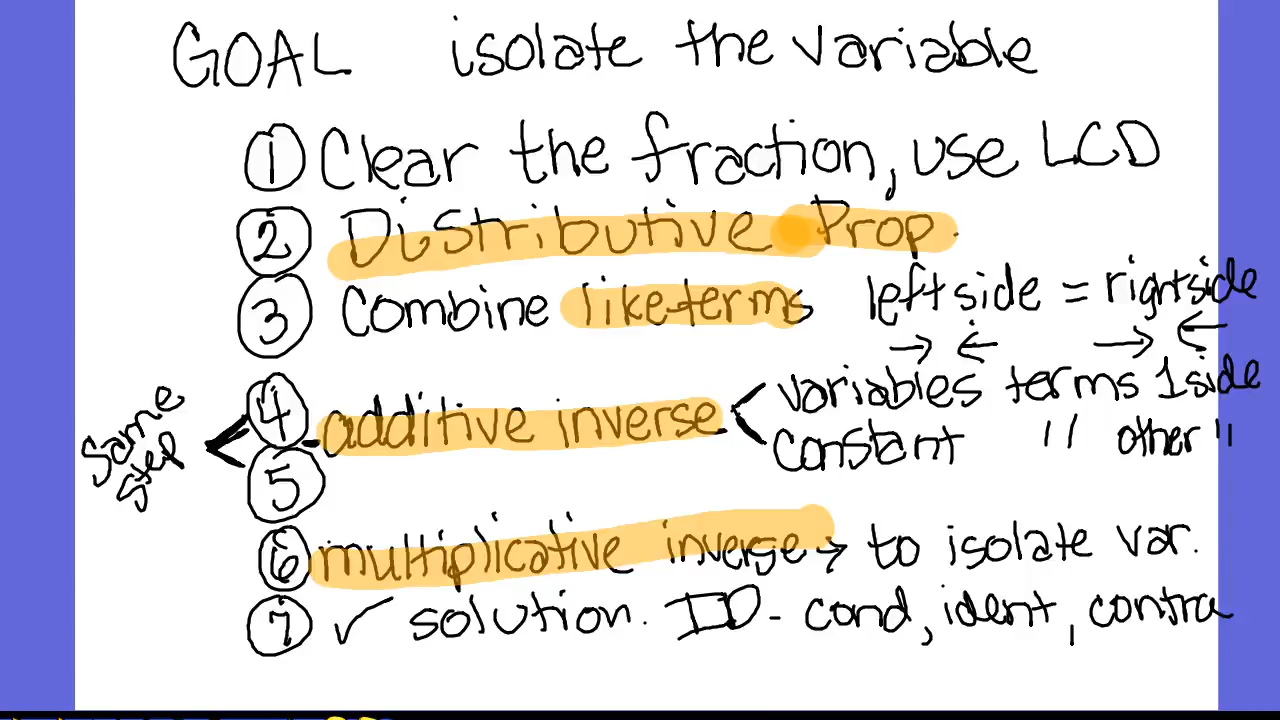 GOAL isolate the variable
① Clear the fraction, use LCD
② Distributive Prop.
③ Combine like terms left side = right side
→ ← → ←
Same step < ④ additive inverse < variables terms 1 side
⑤ constant " other "
⑥ multiplicative inverse → to isolate var.
⑦ ✓ solution. ID - cond, ident, contra